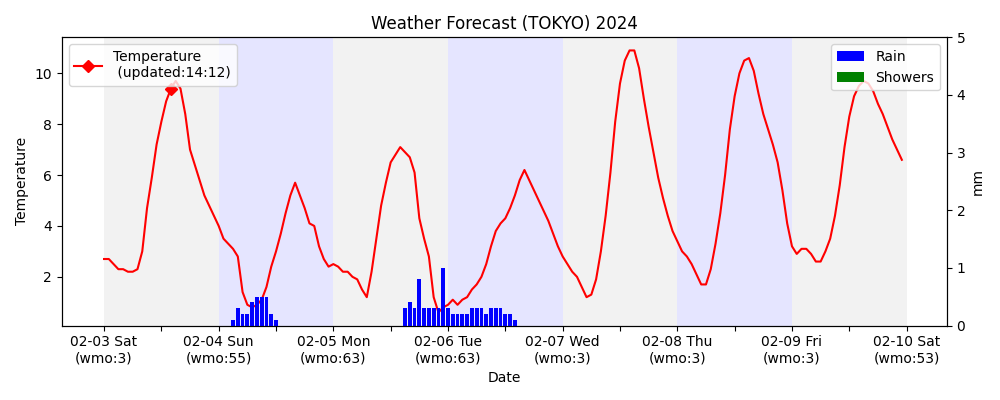 Weather Forecast (TOKYO) 2024
Temperature
(updated:14:12)
Rain
Showers
Temperature
10
8
6
4
2
5
4
3
2
1
0
mm
02-03 Sat
(wmo:3)
02-04 Sun
(wmo:55)
02-05 Mon
(wmo:63)
02-06 Tue
(wmo:63)
02-07 Wed
(wmo:3)
02-08 Thu
(wmo:3)
02-09 Fri
(wmo:3)
02-10 Sat
(wmo:53)
Date